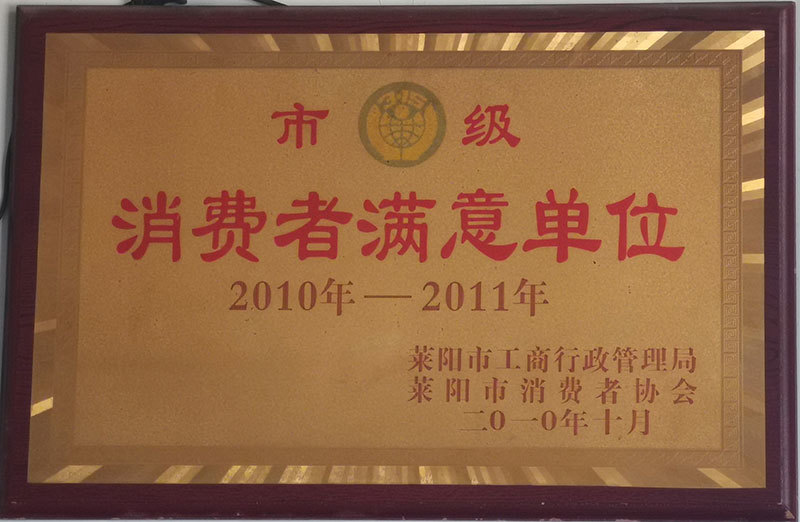 市 级
消费者满意单位
2010年—2011年
莱阳市工商行政管理局
莱阳市消费者协会
二0一0年十月